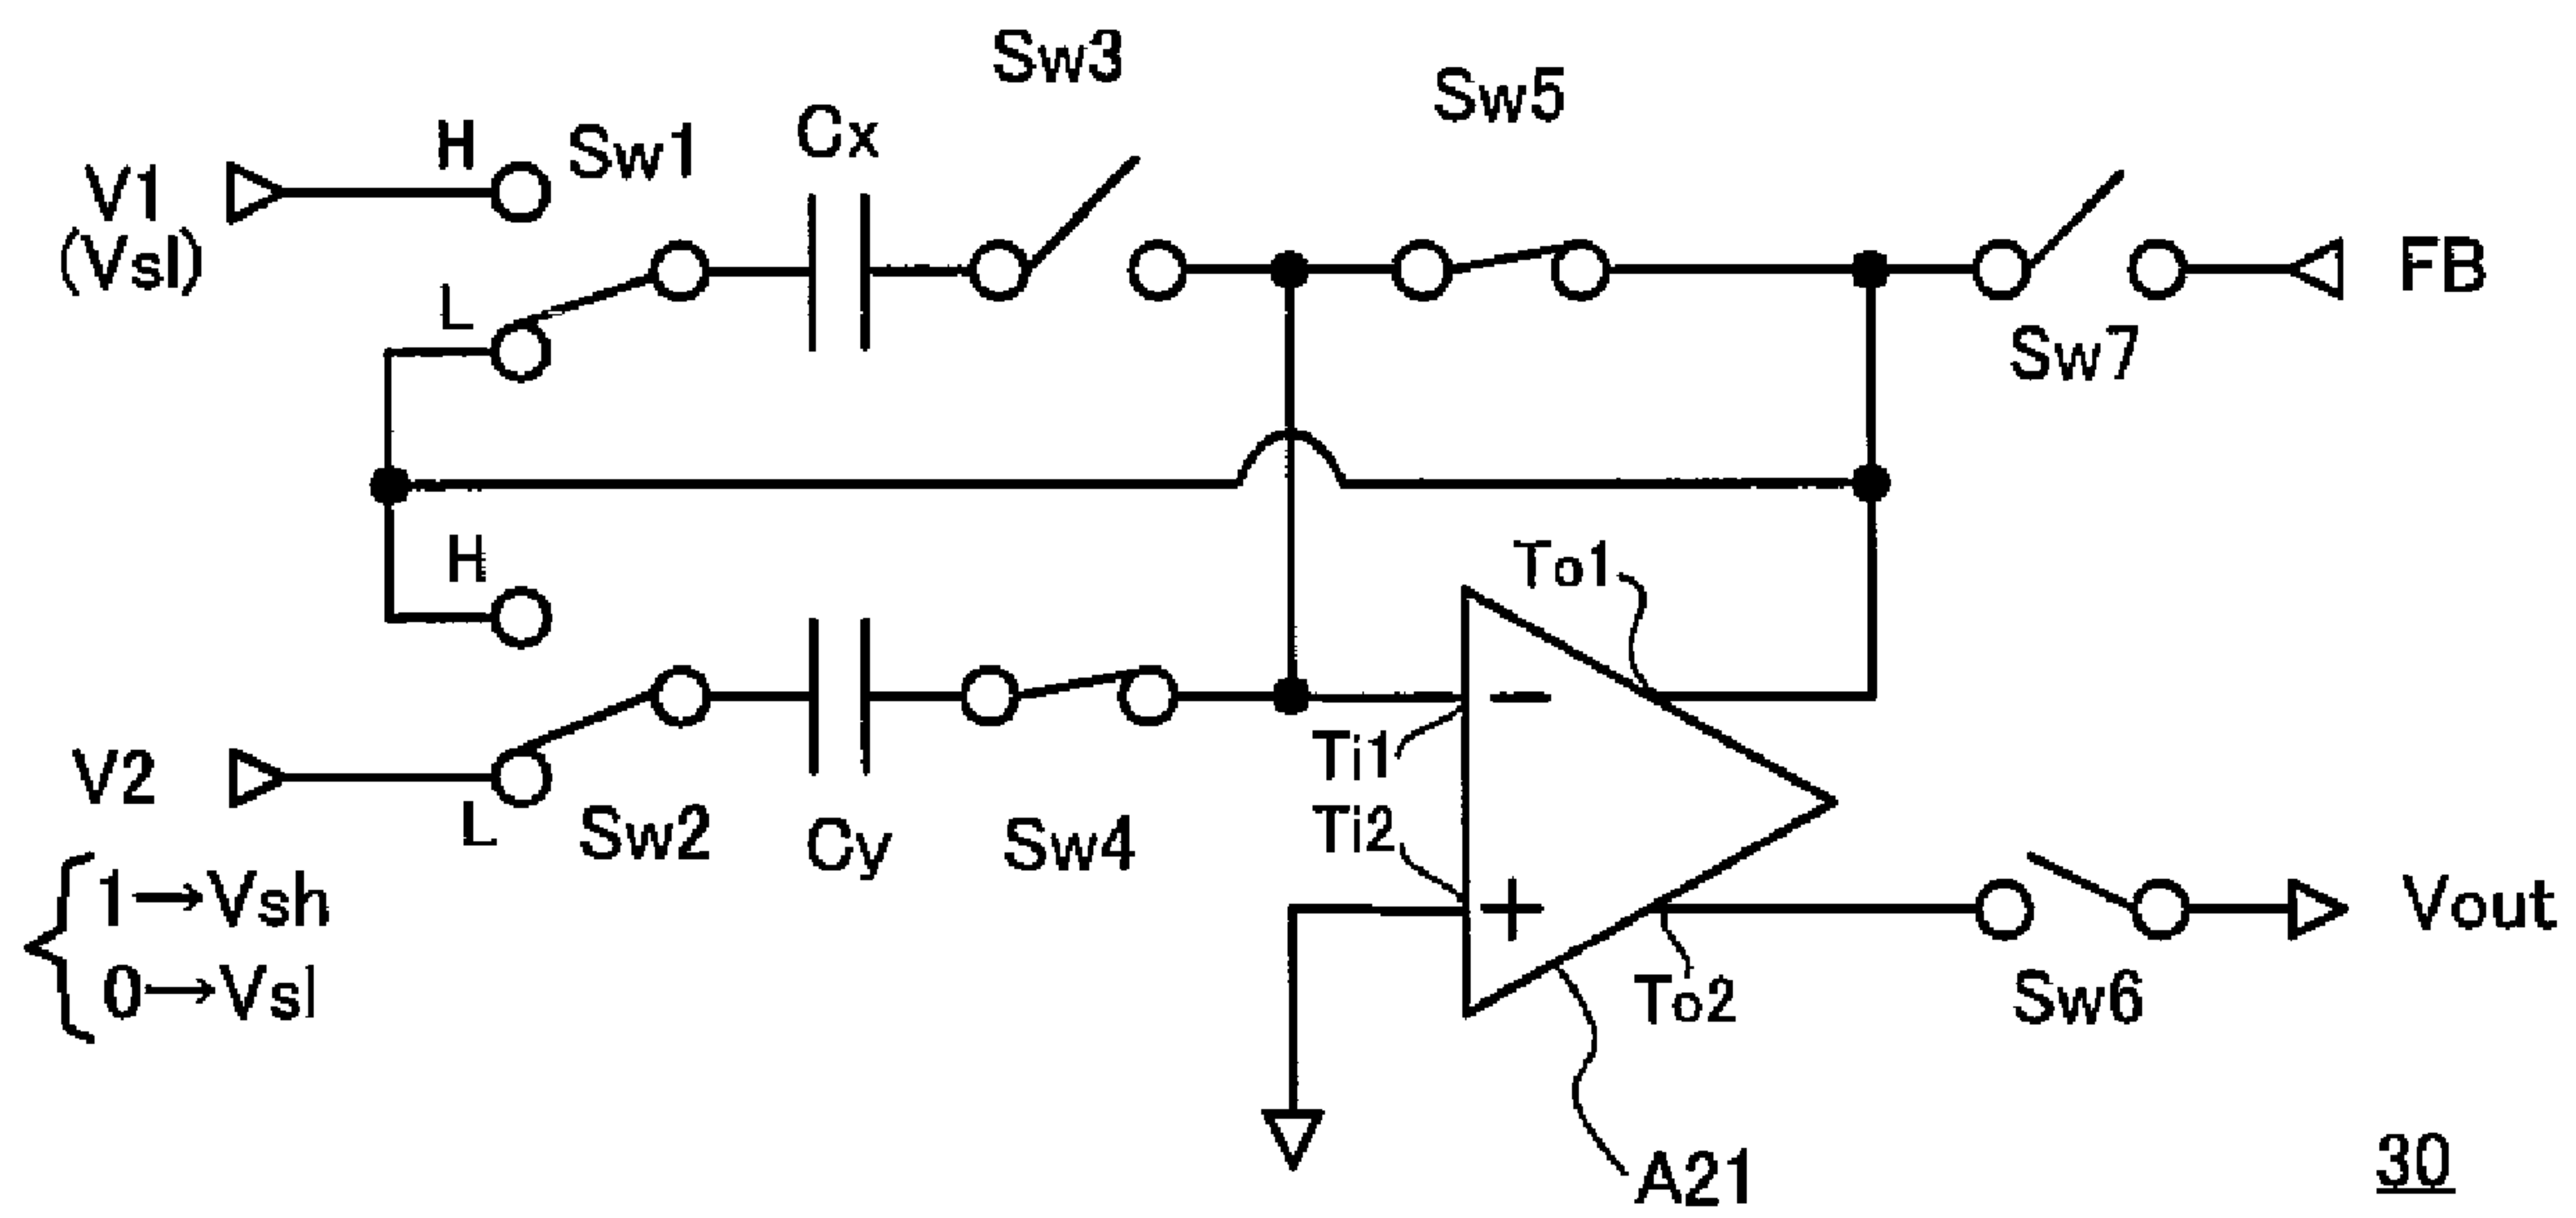 Sw3
Sw5
Cx
H
Sw1
V1
(Vsl)
L
FB
Sw7
H
To1
Ti1
V2
L
Sw2
Cy
Sw4
Ti2
1→Vsh
0→Vsl
+
−
To2
Sw6
Vout
A21
30